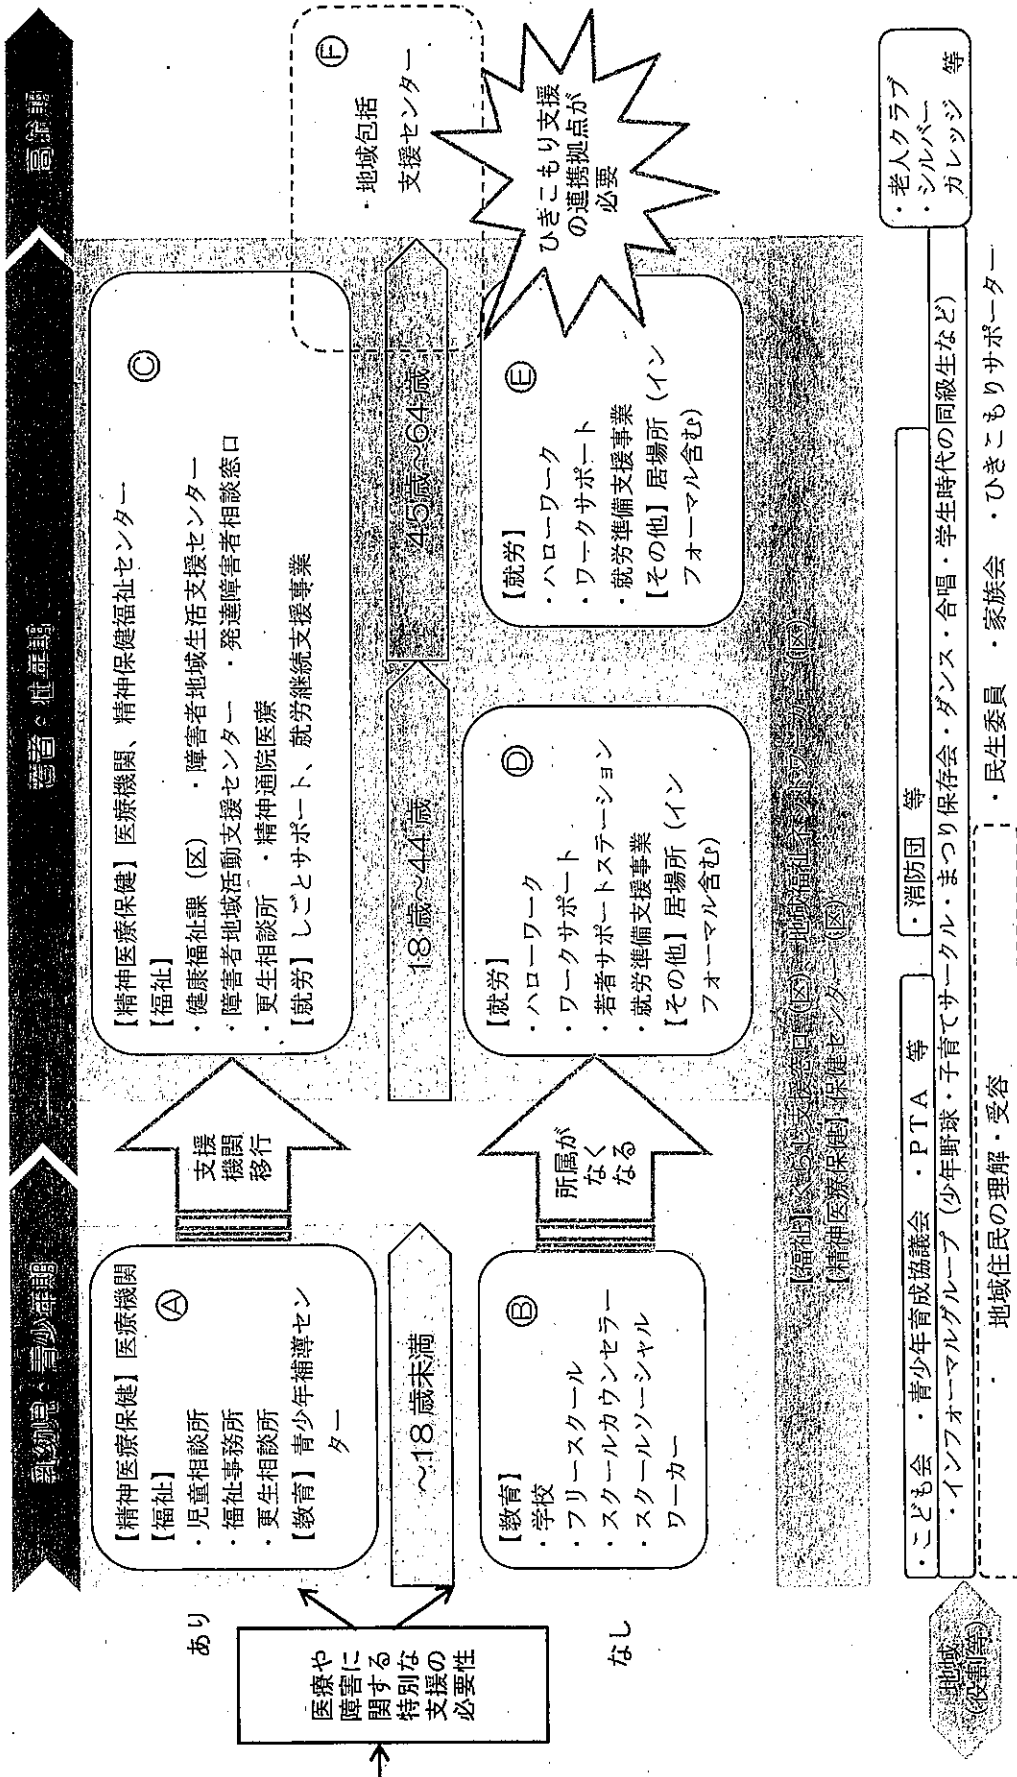 乳幼児・青少年期
若者・壮年期
高齢期
医療や
障害に
関する
特別な
支援の
必要性
あり
なし
【精神医療保健】医療機関
【福祉】
・児童相談所
・福祉事務所
・更生相談所
【教育】青少年補導セン
ター
Ⓐ
～18歳未満
【教育】
・学校
・フリースクール
・スクールカウンセラー
・スクールソーシャル
ワーカー
Ⓑ
支援
機関
移行
所属が
なく
なる
【精神医療保健】医療機関、精神保健福祉センター
【福祉】
・健康福祉課（区）　・障害者地域生活支援センター
・障害者地域活動支援センター　・発達障害者相談窓口
・更生相談所　・精神通院医療
【就労】しごとサポート、就労継続支援事業
Ⓒ
18歳～44歳
45歳～64歳
【就労】
・ハローワーク
・ワークサポート
・若者サポートステーション
・就労準備支援事業
【その他】居場所（イン
フォーマル含む）
Ⓓ
【就労】
・ハローワーク
・ワークサポート
・就労準備支援事業
【その他】居場所（イン
フォーマル含む）
Ⓔ
Ⓕ
・地域包括
支援センター
ひきこもり支援
の連携拠点が
必要
【福祉】くらし支援窓口（区）、地域福祉ネットワーカー（区）
【精神医療保健】保健センター（区）
地域
（役割等）
・こども会　・青少年育成協議会　・ＰＴＡ　等
・消防団　等
・老人クラブ
・シルバー
カレッジ　等
・インフォーマルグループ（少年野球・子育てサークル・まつり保存会・ダンス・合唱・学生時代の同級生など）
地域住民の理解・受容
・民生委員　・家族会　・ひきこもりサポーター